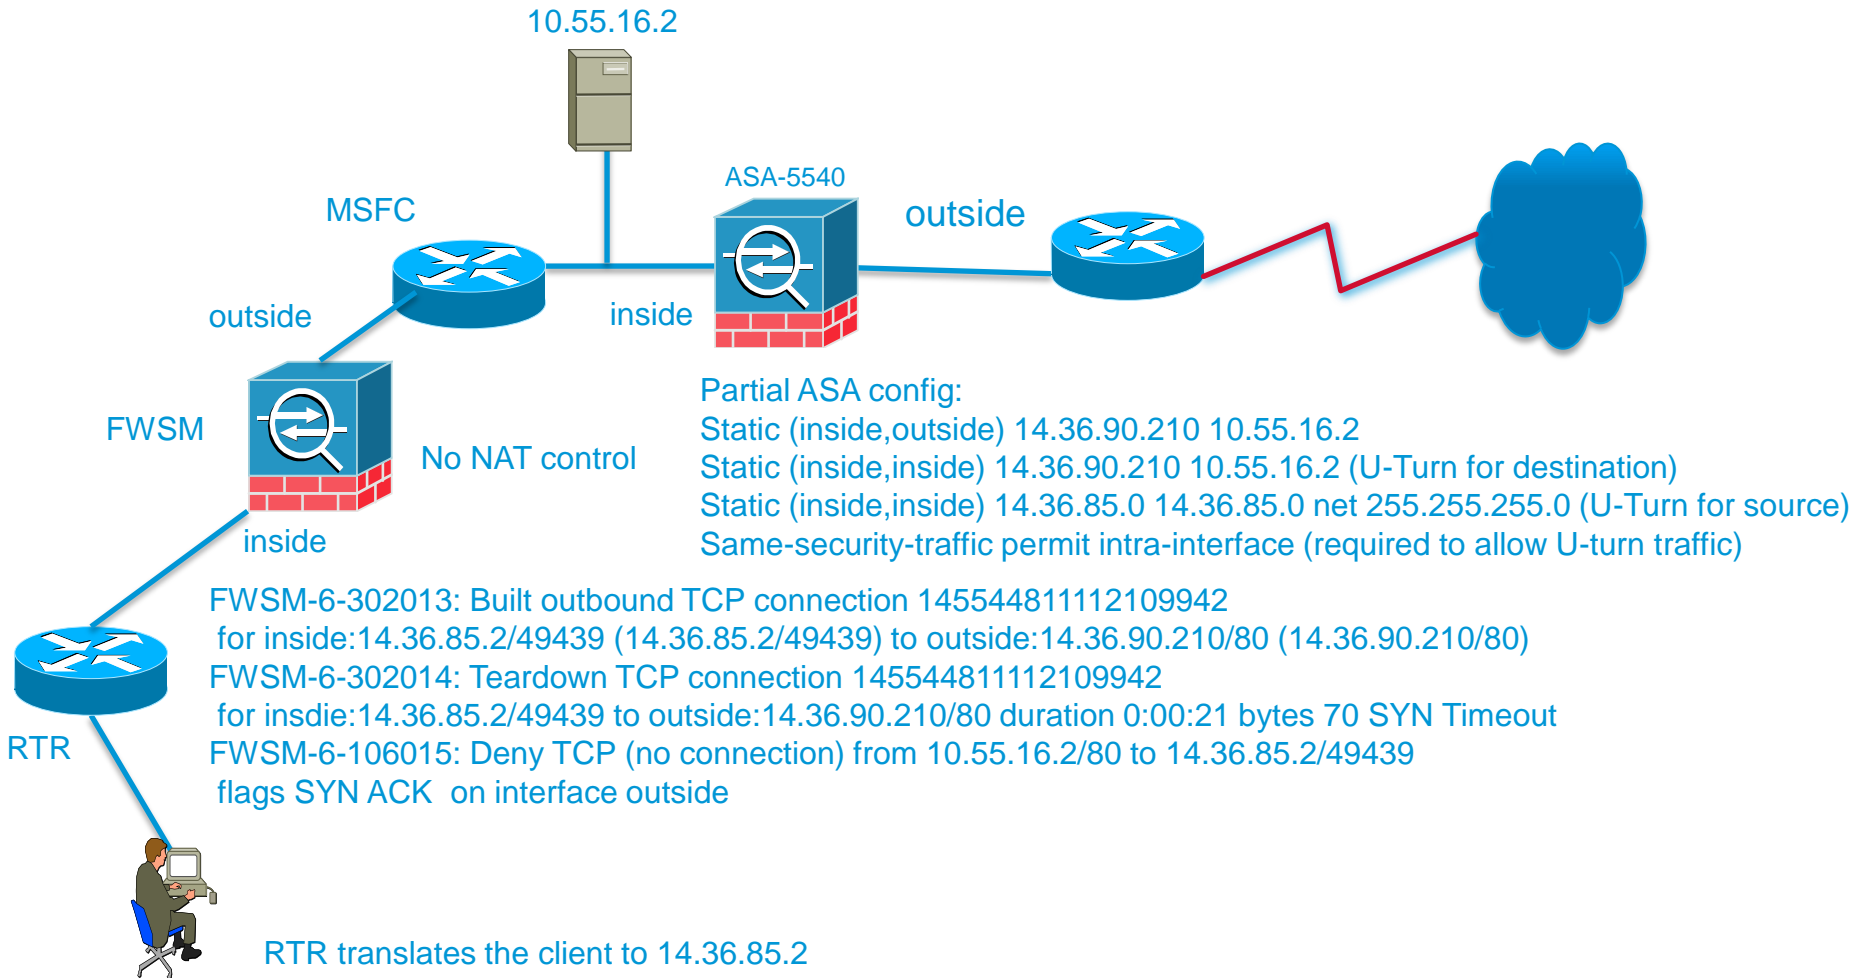 10.55.16.2
ASA-5540
MSFC
outside
outside
inside
FWSM
No NAT control
inside
Partial ASA config:
Static (inside,outside) 14.36.90.210 10.55.16.2
Static (inside,inside) 14.36.90.210 10.55.16.2 (U-Turn for destination)
Static (inside,inside) 14.36.85.0 14.36.85.0 net 255.255.255.0 (U-Turn for source)
Same-security-traffic permit intra-interface (required to allow U-turn traffic)
FWSM-6-302013: Built outbound TCP connection 145544811112109942
for inside:14.36.85.2/49439 (14.36.85.2/49439) to outside:14.36.90.210/80 (14.36.90.210/80)
FWSM-6-302014: Teardown TCP connection 145544811112109942
for insdie:14.36.85.2/49439 to outside:14.36.90.210/80 duration 0:00:21 bytes 70 SYN Timeout
FWSM-6-106015: Deny TCP (no connection) from 10.55.16.2/80 to 14.36.85.2/49439
flags SYN ACK on interface outside
RTR
RTR translates the client to 14.36.85.2